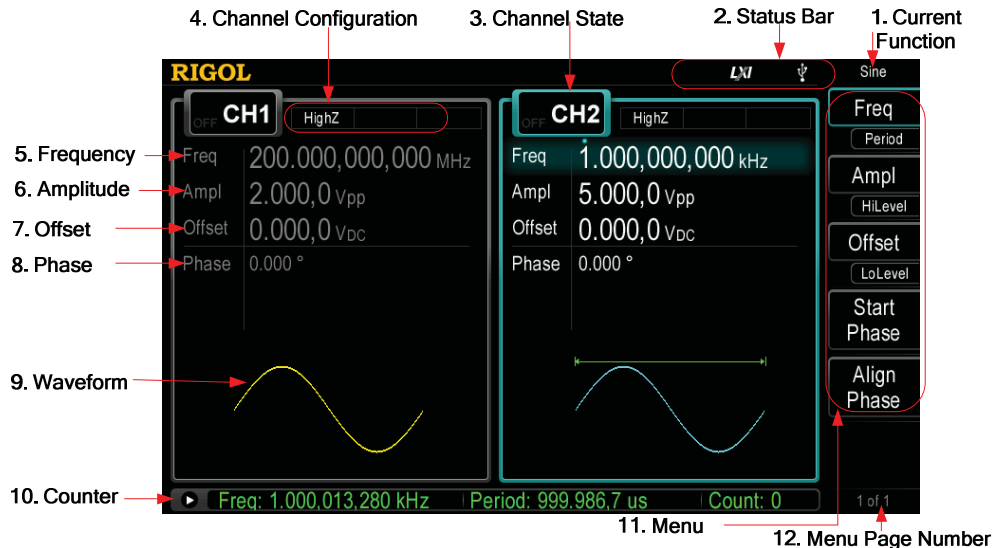 4. Channel Configuration
3. Channel State
2. Status Bar
1. Current
Function
RIGOL
LXI
Sine
OFF CH1
HighZ
OFF CH2
HighZ
Freq
Period
Ampl
HiLevel
Offset
LoLevel
Start
Phase
Align
Phase
5. Frequency
6. Amplitude
7. Offset
8. Phase
Freq 200.000,000,000 MHz
Ampl 2.000,0 Vpp
Offset 0.000,0 VDC
Phase 0.000 °
Freq 1.000,000,000 kHz
Ampl 5.000,0 Vpp
Offset 0.000,0 VDC
Phase 0.000 °
9. Waveform
10. Counter
Freq: 1.000,013,280 kHz Period: 999.986,7 us Count: 0
1 of 1
11. Menu
12. Menu Page Number